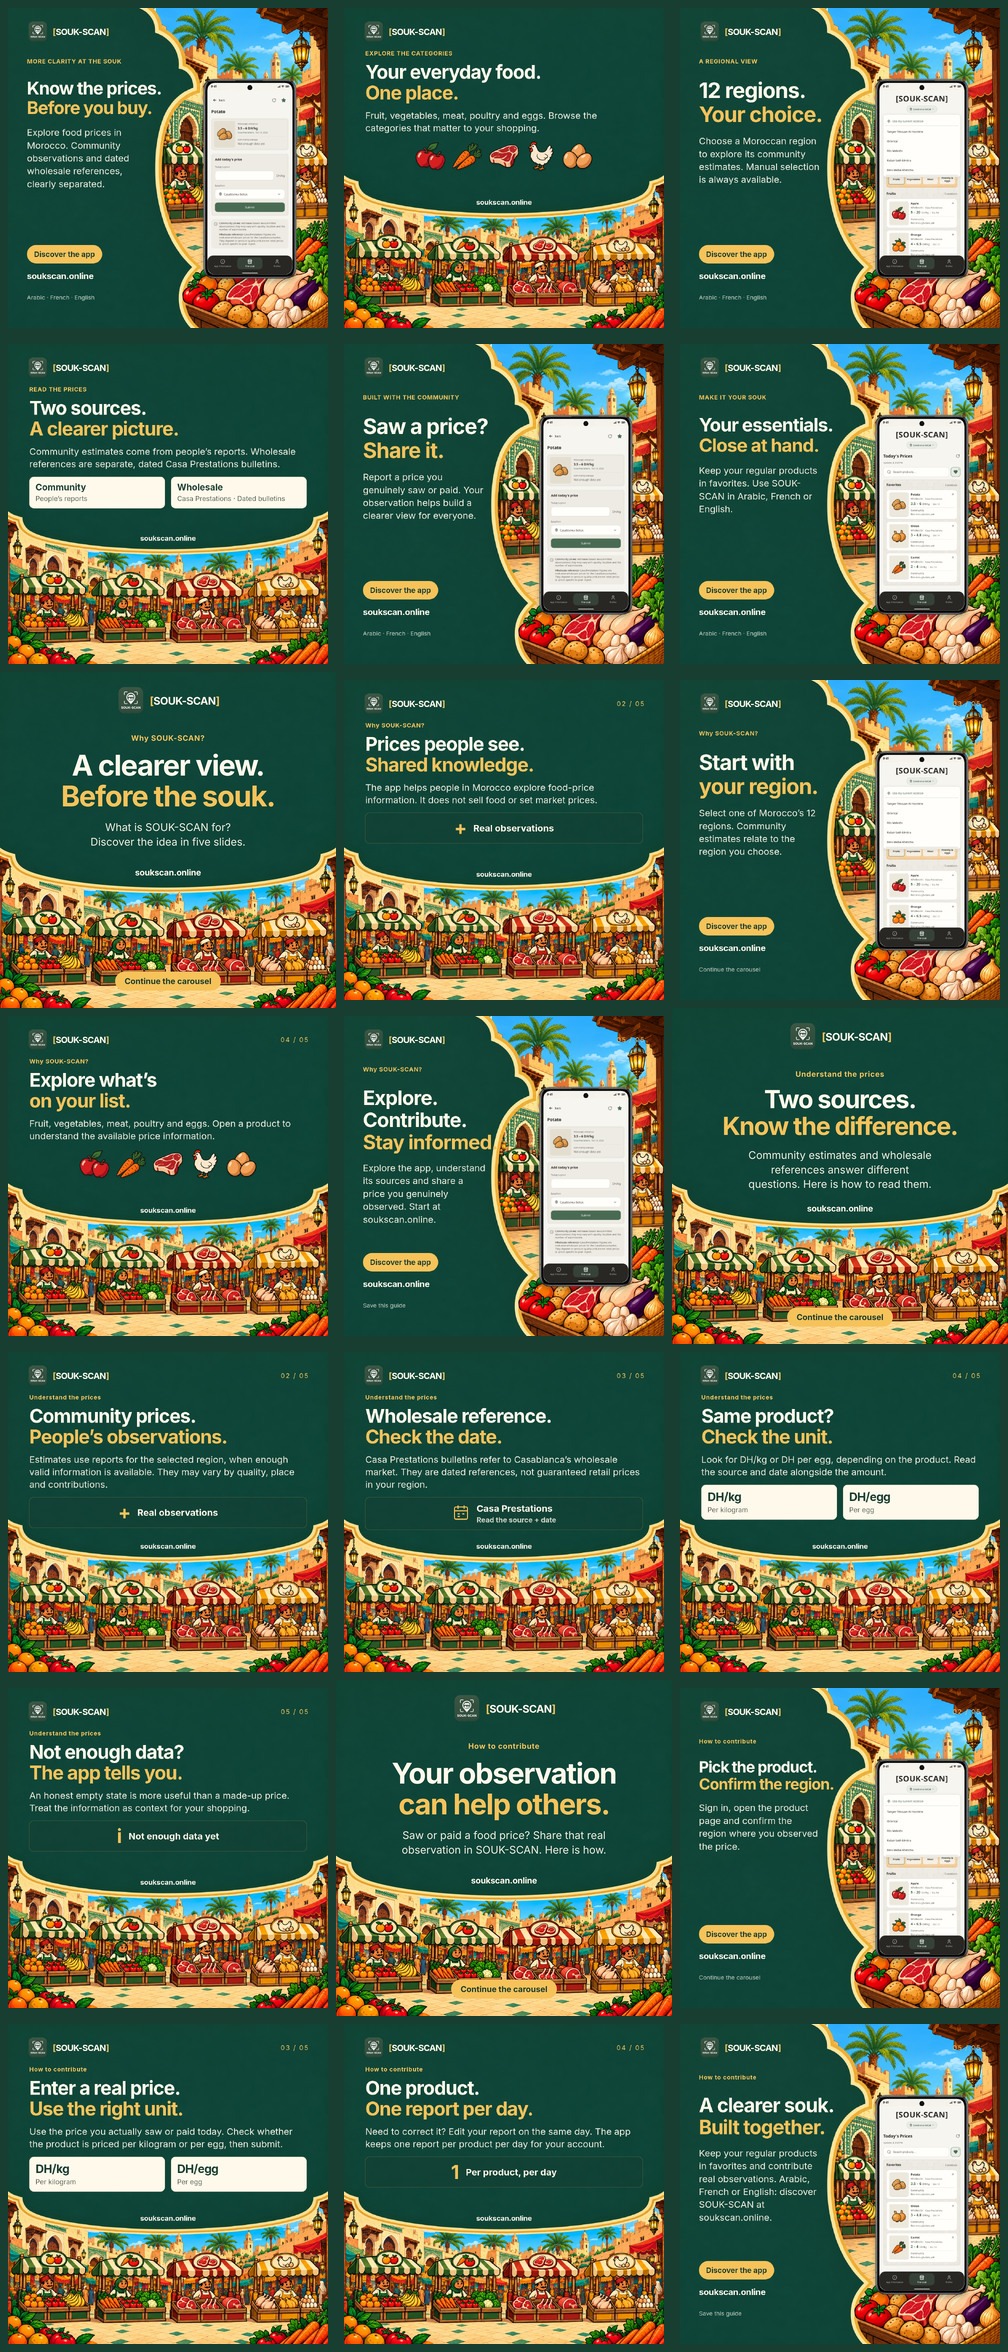 [SOUK-SCAN]
MORE CLARITY AT THE SOUK
Know the prices.
Before you buy.
Explore food prices in
Morocco. Community
observations and dated
wholesale references,
clearly separated.
Discover the app
soukscan.online
Arabic · French · English
Potato
[SOUK-SCAN]
EXPLORE THE CATEGORIES
Your everyday food.
One place.
Fruit, vegetables, meat, poultry and eggs. Browse the
categories that matter to your shopping.
soukscan.online
[SOUK-SCAN]
A REGIONAL VIEW
12 regions.
Your choice.
Choose a Moroccan region
to explore its community
estimates. Manual selection
is always available.
Discover the app
soukscan.online
Arabic · French · English
[SOUK-SCAN]
[SOUK-SCAN]
READ THE PRICES
Two sources.
A clearer picture.
Community estimates come from people's reports. Wholesale
references are separate, dated Casa Prestations bulletins.
Community
People's reports
Wholesale
Casa Prestations · Dated bulletins
soukscan.online
[SOUK-SCAN]
BUILT WITH THE COMMUNITY
Saw a price?
Share it.
Report a price you
genuinely saw or paid. Your
observation helps build a
clearer view for everyone.
Discover the app
soukscan.online
Arabic · French · English
Potato
[SOUK-SCAN]
MAKE IT YOUR SOUK
Your essentials.
Close at hand.
Keep your regular products
in favorites. Use SOUK-
SCAN in Arabic, French or
English.
Discover the app
soukscan.online
Arabic · French · English
[SOUK-SCAN]
Today's Prices
[SOUK-SCAN]
Why SOUK-SCAN?
A clearer view.
Before the souk.
What is SOUK-SCAN for?
Discover the idea in five slides.
soukscan.online
Continue the carousel
[SOUK-SCAN]
02 / 05
Why SOUK-SCAN?
Prices people see.
Shared knowledge.
The app helps people in Morocco explore food-price
information. It does not sell food or set market prices.
+ Real observations
soukscan.online
[SOUK-SCAN]
Why SOUK-SCAN?
Start with
your region.
Select one of Morocco's 12
regions. Community
estimates relate to the
region you choose.
Discover the app
soukscan.online
Continue the carousel
[SOUK-SCAN]
[SOUK-SCAN]
04 / 05
Why SOUK-SCAN?
Explore what's
on your list.
Fruit, vegetables, meat, poultry and eggs. Open a product to
understand the available price information.
soukscan.online
[SOUK-SCAN]
Why SOUK-SCAN?
Explore.
Contribute.
Stay informed
Explore the app, understand
its sources and share a
price you genuinely
observed. Start at
soukscan.online.
Discover the app
soukscan.online
Save this guide
Potato
[SOUK-SCAN]
Understand the prices
Two sources.
Know the difference.
Community estimates and wholesale
references answer different
questions. Here is how to read them.
soukscan.online
Continue the carousel
[SOUK-SCAN]
02 / 05
Understand the prices
Community prices.
People's observations.
Estimates use reports for the selected region, when enough
valid information is available. They may vary by quality, place
and contributions.
+ Real observations
soukscan.online
[SOUK-SCAN]
03 / 05
Understand the prices
Wholesale reference.
Check the date.
Casa Prestations bulletins refer to Casablanca's wholesale
market. They are dated references, not guaranteed retail prices
in your region.
Casa Prestations
Read the source + date
soukscan.online
[SOUK-SCAN]
04 / 05
Understand the prices
Same product?
Check the unit.
Look for DH/kg or DH per egg, depending on the product. Read
the source and date alongside the amount.
DH/kg
Per kilogram
DH/egg
Per egg
soukscan.online
[SOUK-SCAN]
05 / 05
Understand the prices
Not enough data?
The app tells you.
An honest empty state is more useful than a made-up price.
Treat the information as context for your shopping.
i Not enough data yet
soukscan.online
[SOUK-SCAN]
How to contribute
Your observation
can help others.
Saw or paid a food price? Share that real
observation in SOUK-SCAN. Here is how.
soukscan.online
Continue the carousel
[SOUK-SCAN]
How to contribute
Pick the product.
Confirm the region.
Sign in, open the product
page and confirm the
region where you observed
the price.
Discover the app
soukscan.online
Continue the carousel
[SOUK-SCAN]
[SOUK-SCAN]
03 / 05
How to contribute
Enter a real price.
Use the right unit.
Use the price you actually saw or paid today. Check whether
the product is priced per kilogram or per egg, then submit.
DH/kg
Per kilogram
DH/egg
Per egg
soukscan.online
[SOUK-SCAN]
04 / 05
How to contribute
One product.
One report per day.
Need to correct it? Edit your report on the same day. The app
keeps one report per product per day for your account.
1 Per product, per day
soukscan.online
[SOUK-SCAN]
How to contribute
A clearer souk.
Built together.
Keep your regular products
in favorites and contribute
real observations. Arabic,
French or English: discover
SOUK-SCAN at
soukscan.online.
Discover the app
soukscan.online
Save this guide
[SOUK-SCAN]
Today's Prices